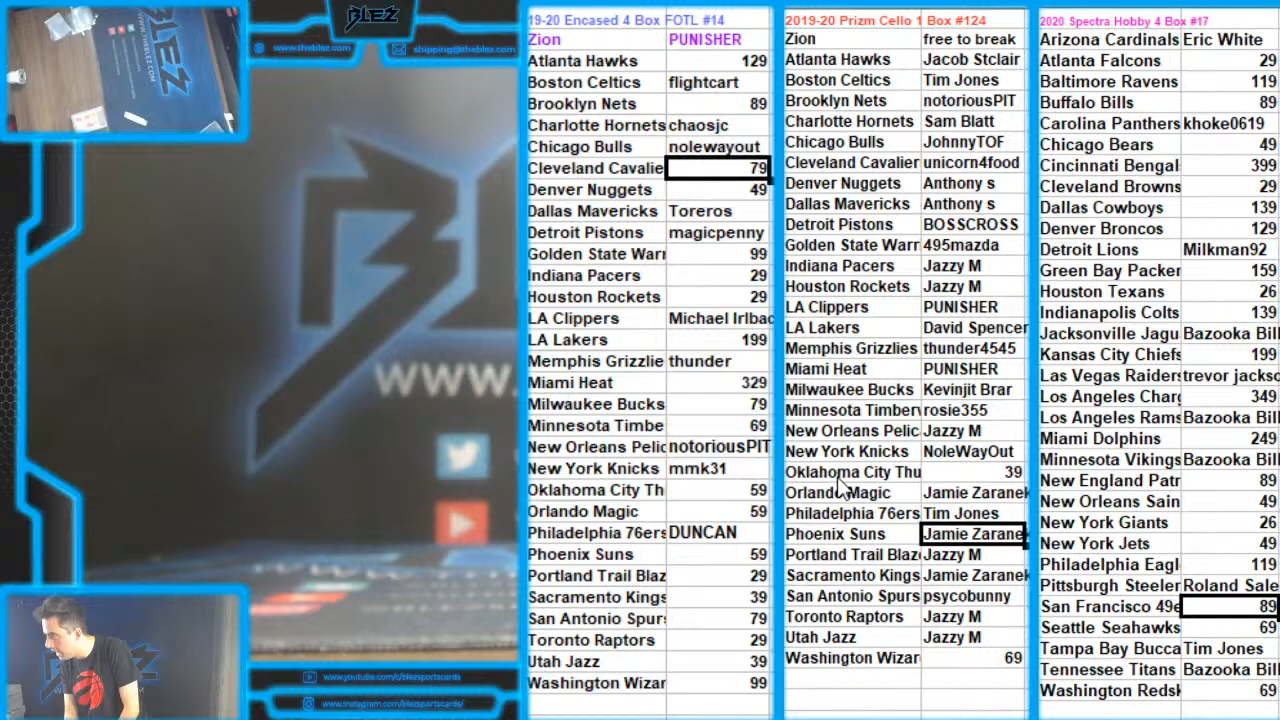 BLEZ
www.theblez.com
shipping@theblez.com
BLEZ
WWW.THEBLEZ.COM
WWW.
www.youtube.com/c/blezsportscards
www.instagram.com/blezsportscards/
19-20 Encased 4 Box FOTL #14
Zion PUNISHER
Atlanta Hawks 129
Boston Celtics flightcart
Brooklyn Nets 89
Charlotte Hornets chaosjc
Chicago Bulls nolewayout
Cleveland Cavalie 79
Denver Nuggets 49
Dallas Mavericks Toreros
Detroit Pistons magicpenny
Golden State Warr 99
Indiana Pacers 29
Houston Rockets 29
LA Clippers Michael Irlbac
LA Lakers 199
Memphis Grizzlie thunder
Miami Heat 329
Milwaukee Bucks 79
Minnesota Timbe 69
New Orleans Pelic notoriousPIT
New York Knicks mmk31
Oklahoma City Th 59
Orlando Magic 59
Philadelphia 76ers DUNCAN
Phoenix Suns 59
Portland Trail Blaz 29
Sacramento Kings 39
San Antonio Spurs 79
Toronto Raptors 29
Utah Jazz 39
Washington Wizar 99
2019-20 Prizm Cello 1 Box #124
Zion free to break
Atlanta Hawks Jacob Stclair
Boston Celtics Tim Jones
Brooklyn Nets notoriousPIT
Charlotte Hornets Sam Blatt
Chicago Bulls JohnnyTOF
Cleveland Cavalier unicorn4food
Denver Nuggets Anthony s
Dallas Mavericks Anthony s
Detroit Pistons BOSSCROSS
Golden State Warr 495mazda
Indiana Pacers Jazzy M
Houston Rockets Jazzy M
LA Clippers PUNISHER
LA Lakers David Spencer
Memphis Grizzlies thunder4545
Miami Heat PUNISHER
Milwaukee Bucks Kevinjit Brar
Minnesota Timberv rosie355
New Orleans Pelic Jazzy M
New York Knicks NoleWayOut
Oklahoma City Thu 39
Orlando Magic Jamie Zaranek
Philadelphia 76ers Tim Jones
Phoenix Suns Jamie Zaranek
Portland Trail Blaze Jazzy M
Sacramento Kings Jamie Zaranek
San Antonio Spurs psycobunny
Toronto Raptors Jazzy M
Utah Jazz Jazzy M
Washington Wizar 69
2020 Spectra Hobby 4 Box #17
Arizona Cardinals Eric White
Atlanta Falcons 29
Baltimore Ravens 119
Buffalo Bills 89
Carolina Panthers khoke0619
Chicago Bears 49
Cincinnati Bengal 399
Cleveland Browns 29
Dallas Cowboys 139
Denver Broncos 129
Detroit Lions Milkman92
Green Bay Packer 159
Houston Texans 26
Indianapolis Colts 139
Jacksonville Jagu Bazooka Bill
Kansas City Chiefs 199
Las Vegas Raiders trevor jackso
Los Angeles Charg 349
Los Angeles Rams Bazooka Bill
Miami Dolphins 249
Minnesota Vikings Bazooka Bill
New England Patr 89
New Orleans Sain 49
New York Giants 26
New York Jets 49
Philadelphia Eagl 119
Pittsburgh Steeler Roland Sale
San Francisco 49e 89
Seattle Seahawks 69
Tampa Bay Bucca Tim Jones
Tennessee Titans Bazooka Bill
Washington Redsk 69